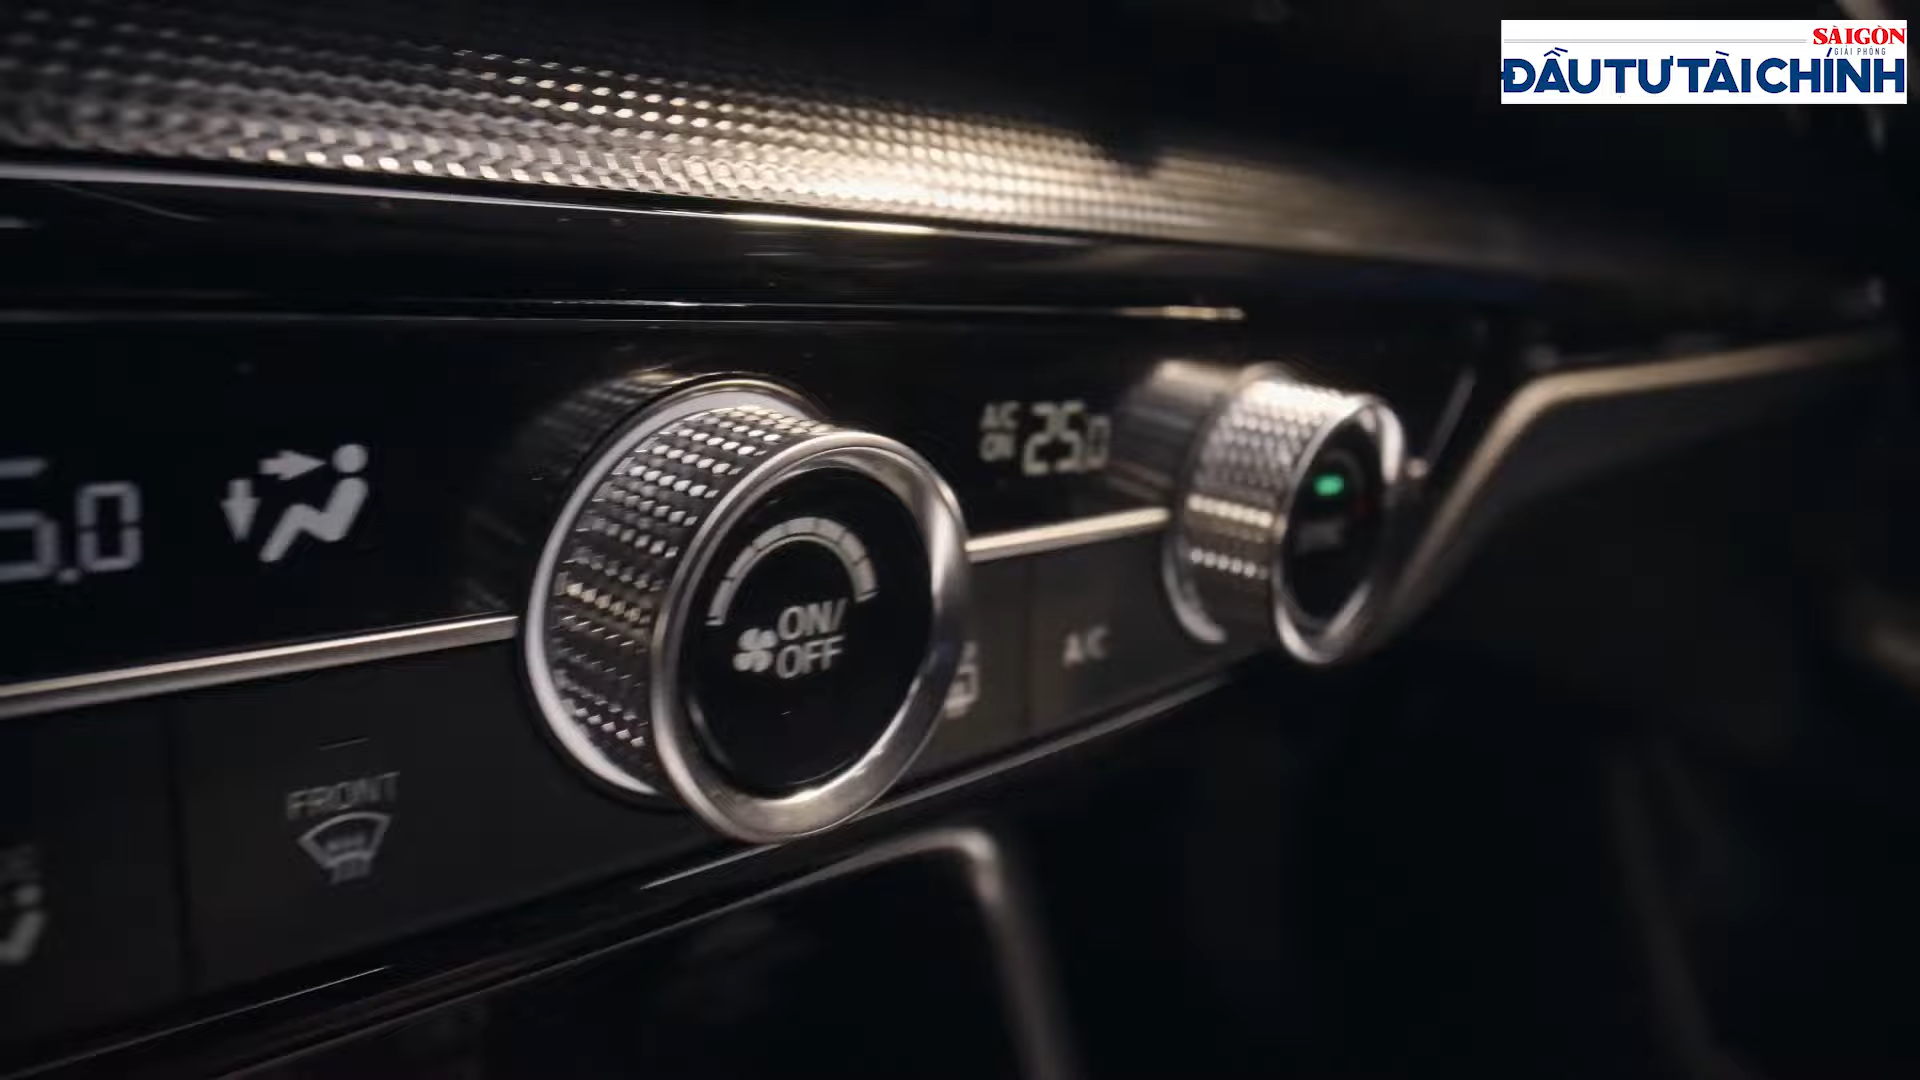 SÀI GÒN
GIẢI PHÓNG
ĐẦU TƯ TÀI CHÍNH
A/C
ON
25.0
5.0
ON/
OFF
A/C
FRONT